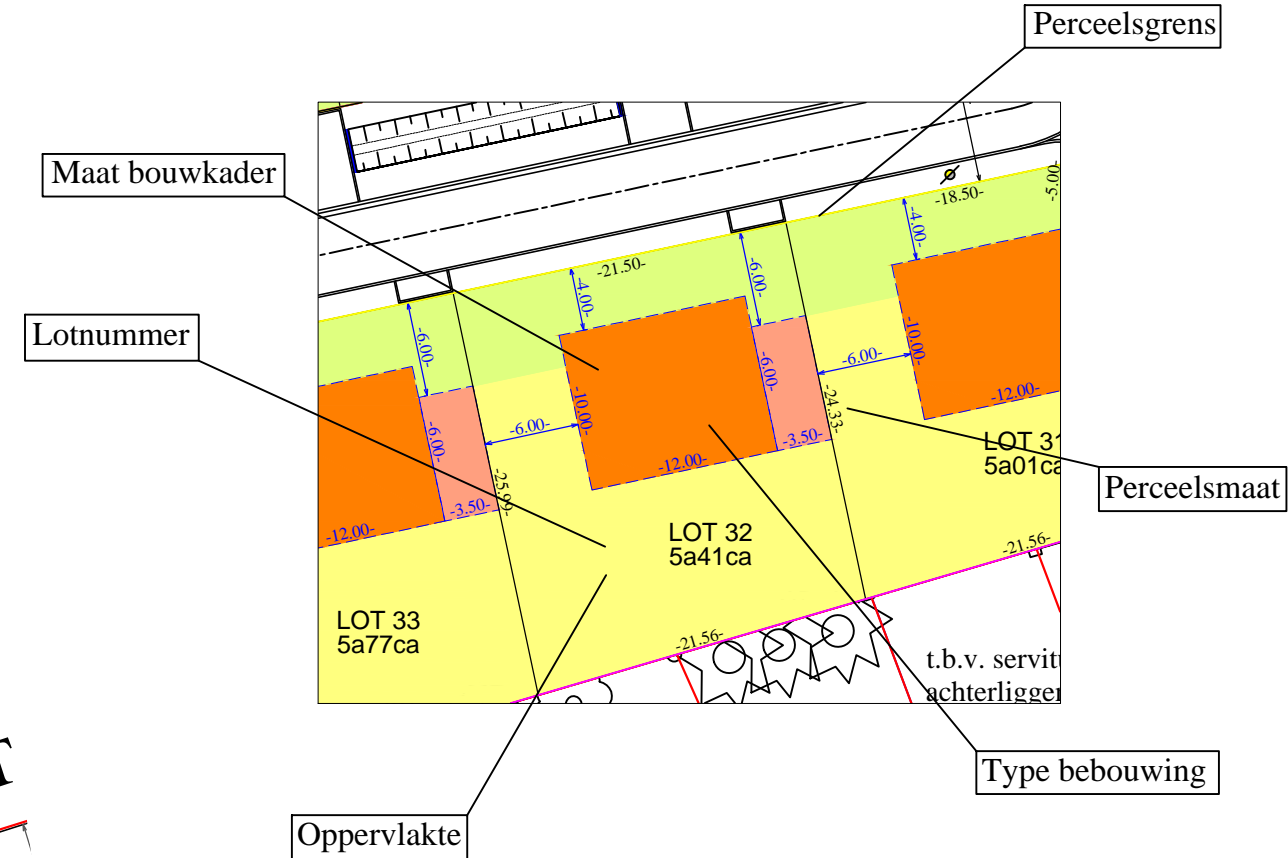 Perceelsgrens
Maat bouwkader
-18.50-
-5.00-
-4.00-
-21.50-
-6.00-
-4.00-
-6.00-
Lotnummer
-10.00-
-6.00-
-6.00-
-12.00-
-24.33-
-10.00-
-6.00-
-3.50-
-6.00-
-12.00-
LOT 31
5a01ca
Perceelsmaat
-25.99-
-3.50-
-12.00-
LOT 32
5a41ca
-21.56-
LOT 33
5a77ca
-21.56-
t.b.v. servit
achterligger
Type bebouwing
Oppervlakte